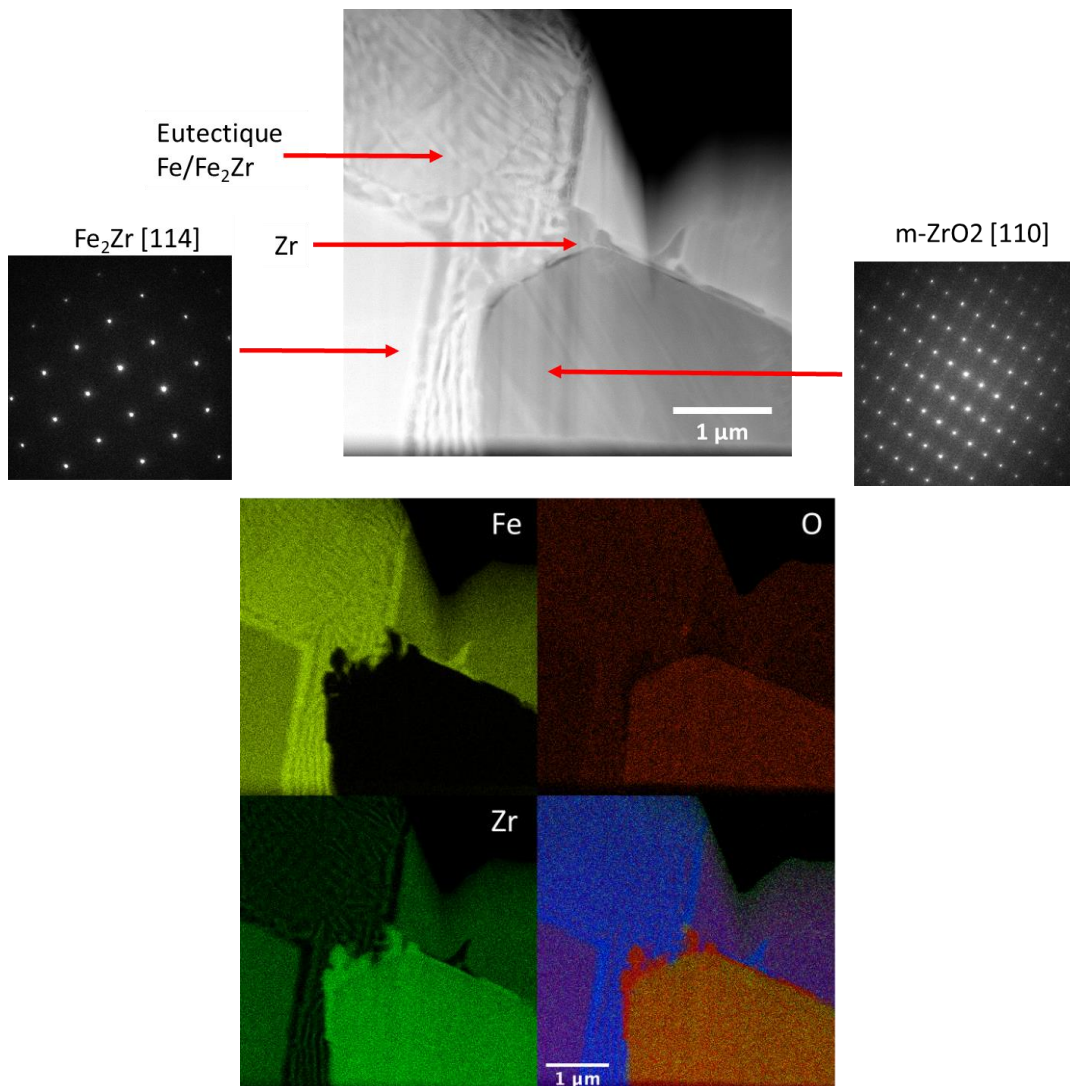 Eutectique
Fe/Fe₂Zr
Fe₂Zr [114]
Zr
m-ZrO2 [110]
1 µm
Fe
O
Zr
1 µm